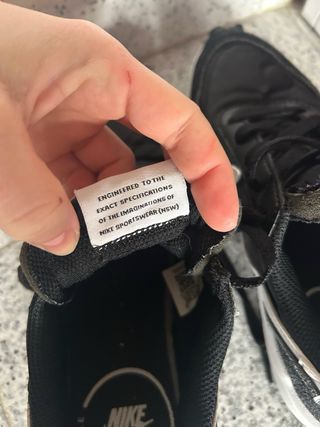 ENGINEERED TO THE
EXACT SPECIFICATIONS
OF THE IMAGINATIONS OF
NIKE SPORTSWEAR (NSW)
NIKE